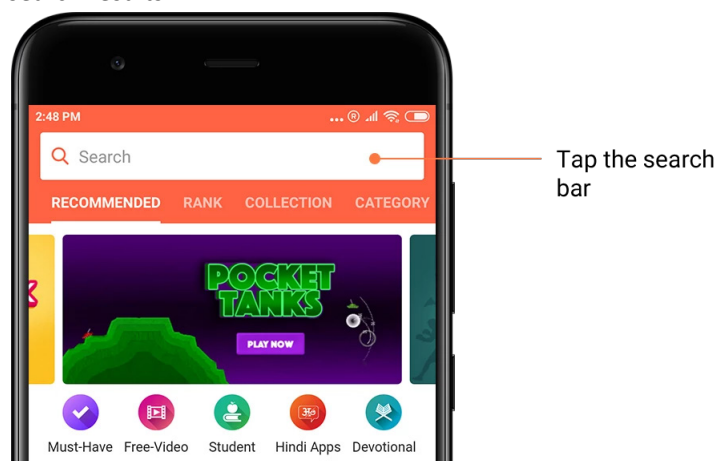 2:48 PM
... ®
Search
Tap the search
bar
RECOMMENDED RANK COLLECTION CATEGORY
POCKET
TANKS
PLAY NOW
Must-Have Free-Video Student Hindi Apps Devotional